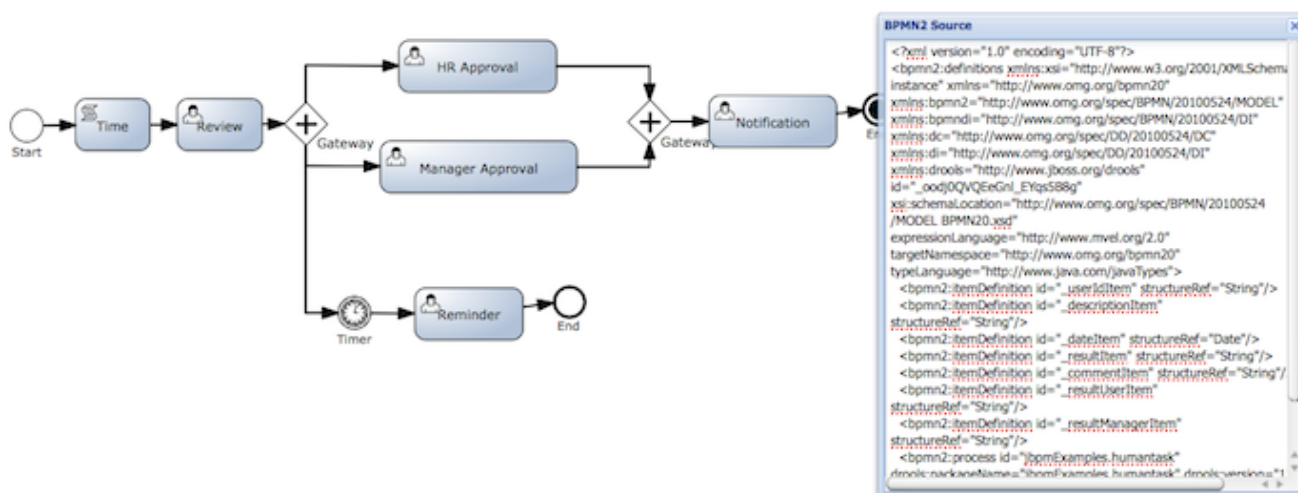 Start
Time
Review
Gateway
HR Approval
Manager Approval
Gateway
Notification
Timer
Reminder
End
BPMN2 Source
<?xml version="1.0" encoding="UTF-8"?>
<bpmn2:definitions xmlns:xsi="http://www.w3.org/2001/XMLSchema
instance" xmlns="http://www.omg.org/bpmn20"
xmlns:bpmn2="http://www.omg.org/spec/BPMN/20100524/MODEL"
xmlns:bpmndi="http://www.omg.org/spec/BPMN/20100524/DI"
xmlns:dc="http://www.omg.org/spec/DD/20100524/DC"
xmlns:di="http://www.omg.org/spec/DD/20100524/DI"
xmlns:drools="http://www.jboss.org/drools"
xsi:schemaLocation="http://www.omg.org/spec/BPMN/20100524
/MODEL BPMN20.xsd"
expressionLanguage="http://www.mvel.org/2.0"
targetNamespace="http://www.omg.org/bpmn20"
typeLanguage="http://www.java.com/javaTypes">
<bpmn2:itemDefinition id="_userIdItem" structureRef="String"/>
<bpmn2:itemDefinition id="_descriptionItem"
structureRef="String"/>
<bpmn2:itemDefinition id="_dateItem" structureRef="Date"/>
<bpmn2:itemDefinition id="_resultItem" structureRef="String"/>
<bpmn2:itemDefinition id="_commentItem" structureRef="String"/
<bpmn2:itemDefinition id="_resultUserItem"
structureRef="String"/>
<bpmn2:itemDefinition id="_resultManagerItem"
structureRef="String"/>
<bpmn2:process id="jbpmExamples.humantask"
drools:packageName="jbpmExamples.humantask" drools:version="1